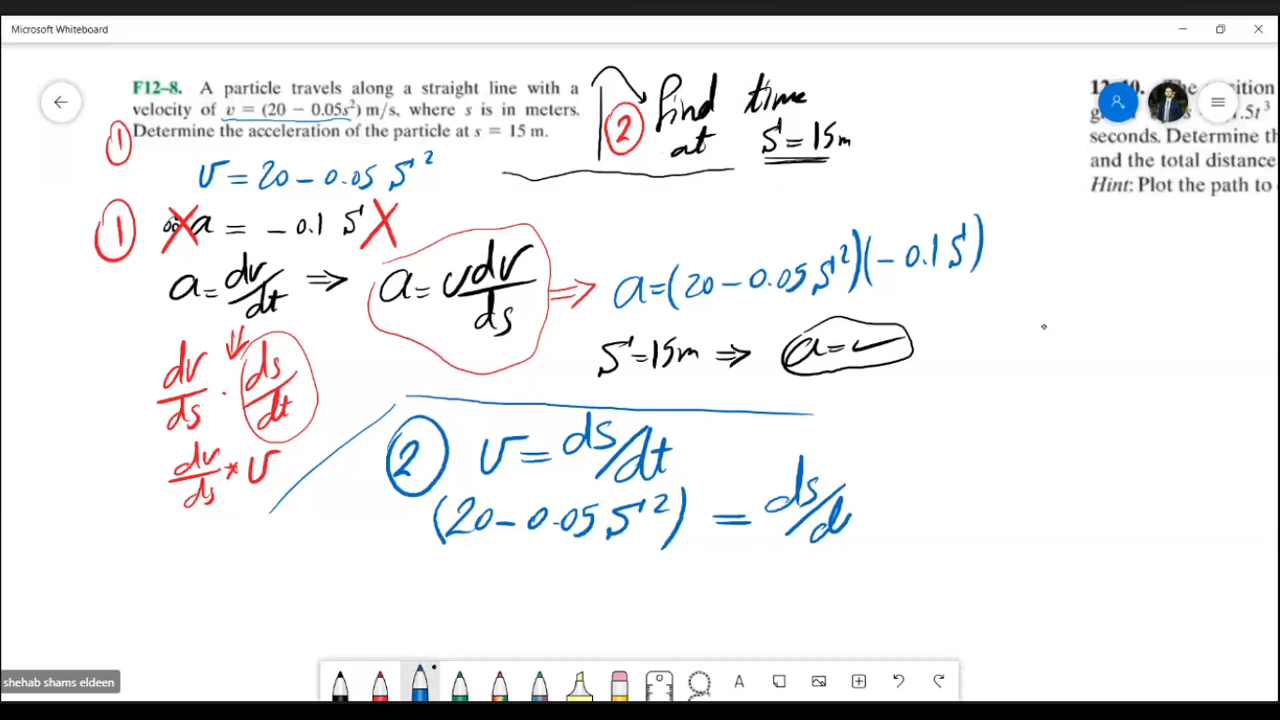 Microsoft Whiteboard
F12–8. A particle travels along a straight line with a
velocity of v = (20 − 0.05s²) m/s, where s is in meters.
Determine the acceleration of the particle at s = 15 m.
① 
② find time
at S = 15m
seconds. Determine th
and the total distance
Hint: Plot the path to
v = 20 − 0.05 S²
①
a = − 0.1 S
a = dv/dt ⇒ a = v dv/ds ⇒ a = (20 − 0.05 S²)(− 0.1 S)
S = 15m ⇒ a = ✓
dv/ds . ds/dt
dv/ds * v
② v = ds/dt
(20 − 0.05 S²) = ds/d
shehab shams eldeen
A